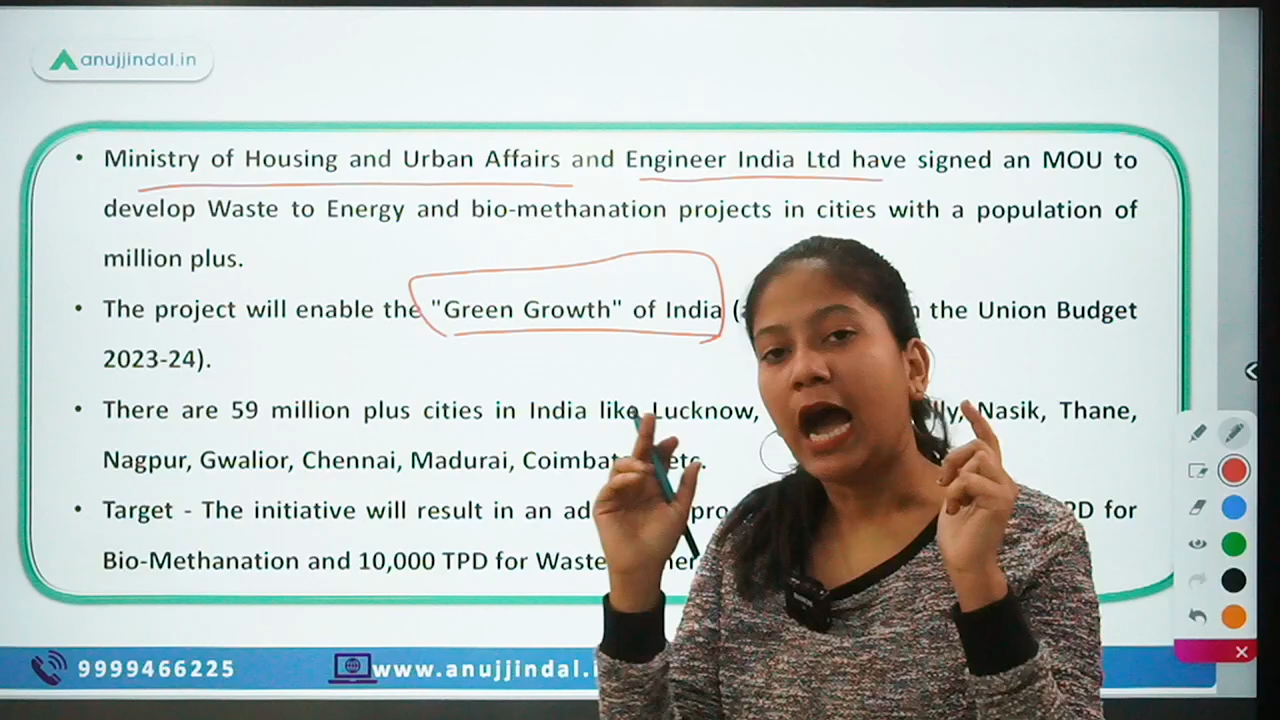 anujjindal.in
• Ministry of Housing and Urban Affairs and Engineer India Ltd have signed an MOU to
develop Waste to Energy and bio-methanation projects in cities with a population of
million plus.
• The project will enable the "Green Growth" of India ( the Union Budget
2023-24).
• There are 59 million plus cities in India like Lucknow, Nasik, Thane,
Nagpur, Gwalior, Chennai, Madurai, etc.
• Target - The initiative will result in an for
Bio-Methanation and 10,000 TPD for Waste
9999466225
www.anujjindal.i